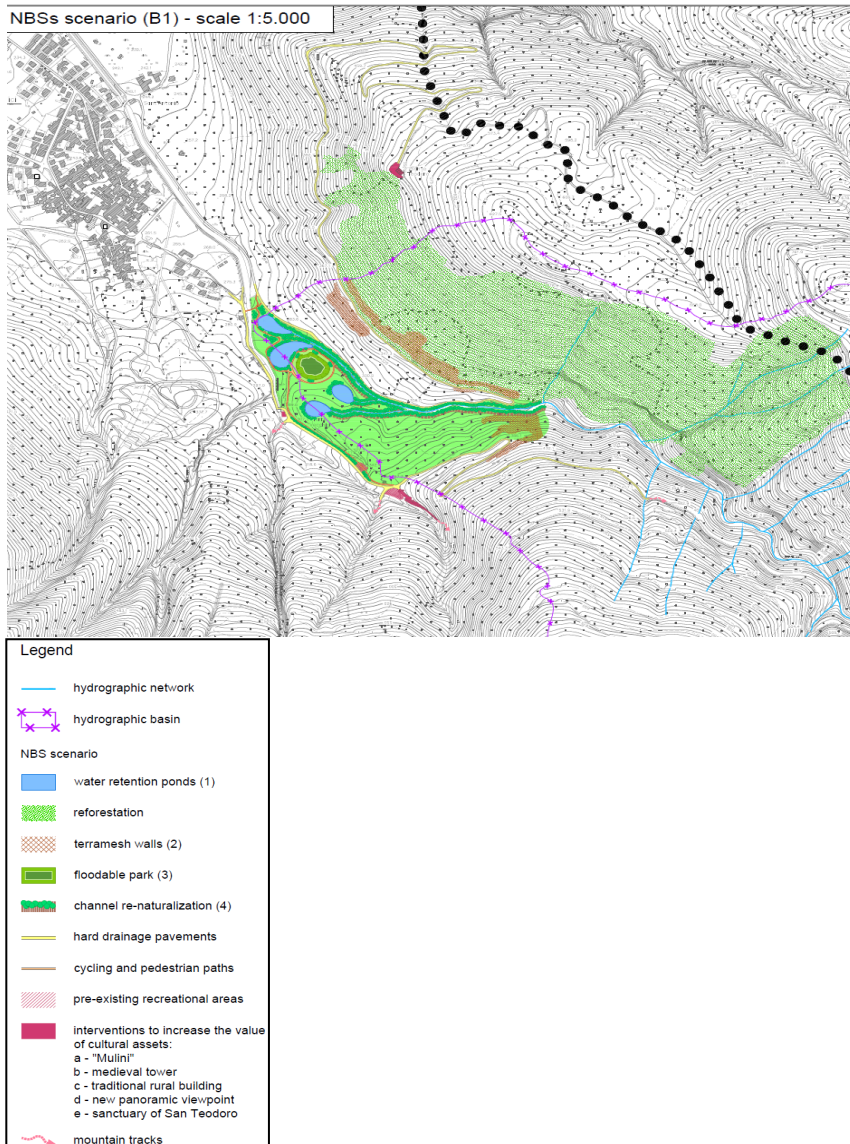 NBSs scenario (B1) - scale 1:5.000
Legend
hydrographic network
hydrographic basin
NBS scenario
water retention ponds (1)
reforestation
terramesh walls (2)
floodable park (3)
channel re-naturalization (4)
hard drainage pavements
cycling and pedestrian paths
pre-existing recreational areas
interventions to increase the value
of cultural assets:
a - "Mulini"
b - medieval tower
c - traditional rural building
d - new panoramic viewpoint
e - sanctuary of San Teodoro
mountain tracks